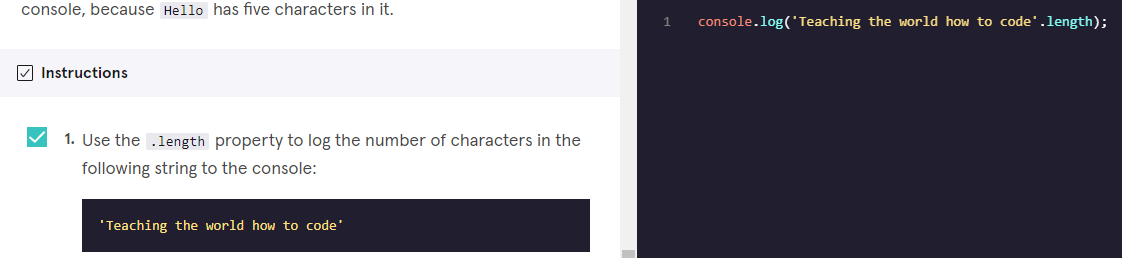 console, because Hello has five characters in it.
Instructions
1. Use the .length property to log the number of characters in the
following string to the console:
'Teaching the world how to code'
1 console.log('Teaching the world how to code'.length);